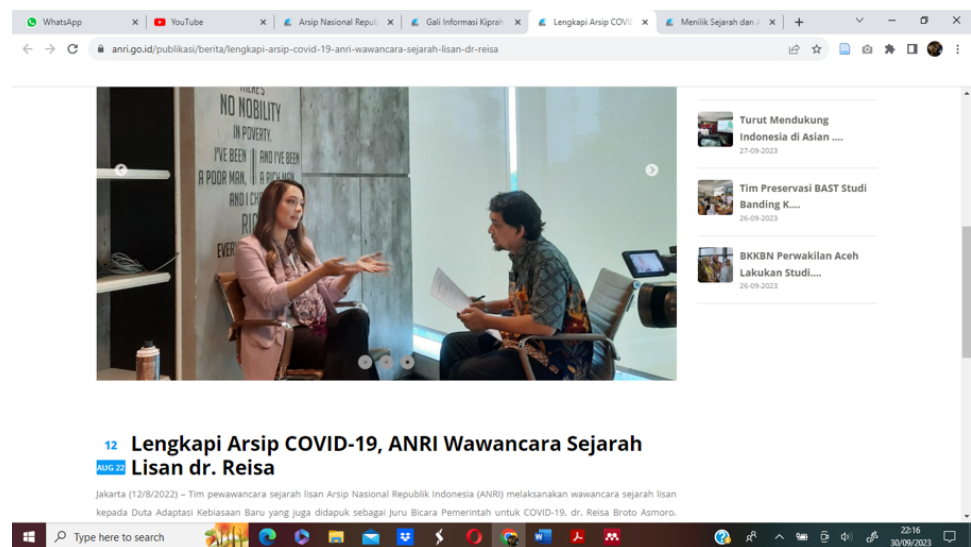 WhatsApp
YouTube
Arsip Nasional Repub
Gali Informasi Kiprah
Lengkapi Arsip COVID
Menilik Sejarah dan
anri.go.id/publikasi/berita/lengkapi-arsip-covid-19-anri-wawancara-sejarah-lisan-dr-reisa
THERE'S
NO NOBILITY
IN POVERTY.
I'VE BEEN AND I'VE BEEN
A POOR MAN, A RICH MAN
AND I CH
RIC
EVER
Turut Mendukung
Indonesia di Asian ....
27-09-2023
Tim Preservasi BAST Studi
Banding K....
26-09-2023
BKKBN Perwakilan Aceh
Lakukan Studi....
26-09-2023
12
AUG 22
Lengkapi Arsip COVID-19, ANRI Wawancara Sejarah
Lisan dr. Reisa
Jakarta (12/8/2022) – Tim pewawancara sejarah lisan Arsip Nasional Republik Indonesia (ANRI) melaksanakan wawancara sejarah lisan
kepada Duta Adaptasi Kebiasaan Baru yang juga didapuk sebagai Juru Bicara Pemerintah untuk COVID-19, dr. Reisa Broto Asmoro.
Type here to search
22:16
30/09/2023